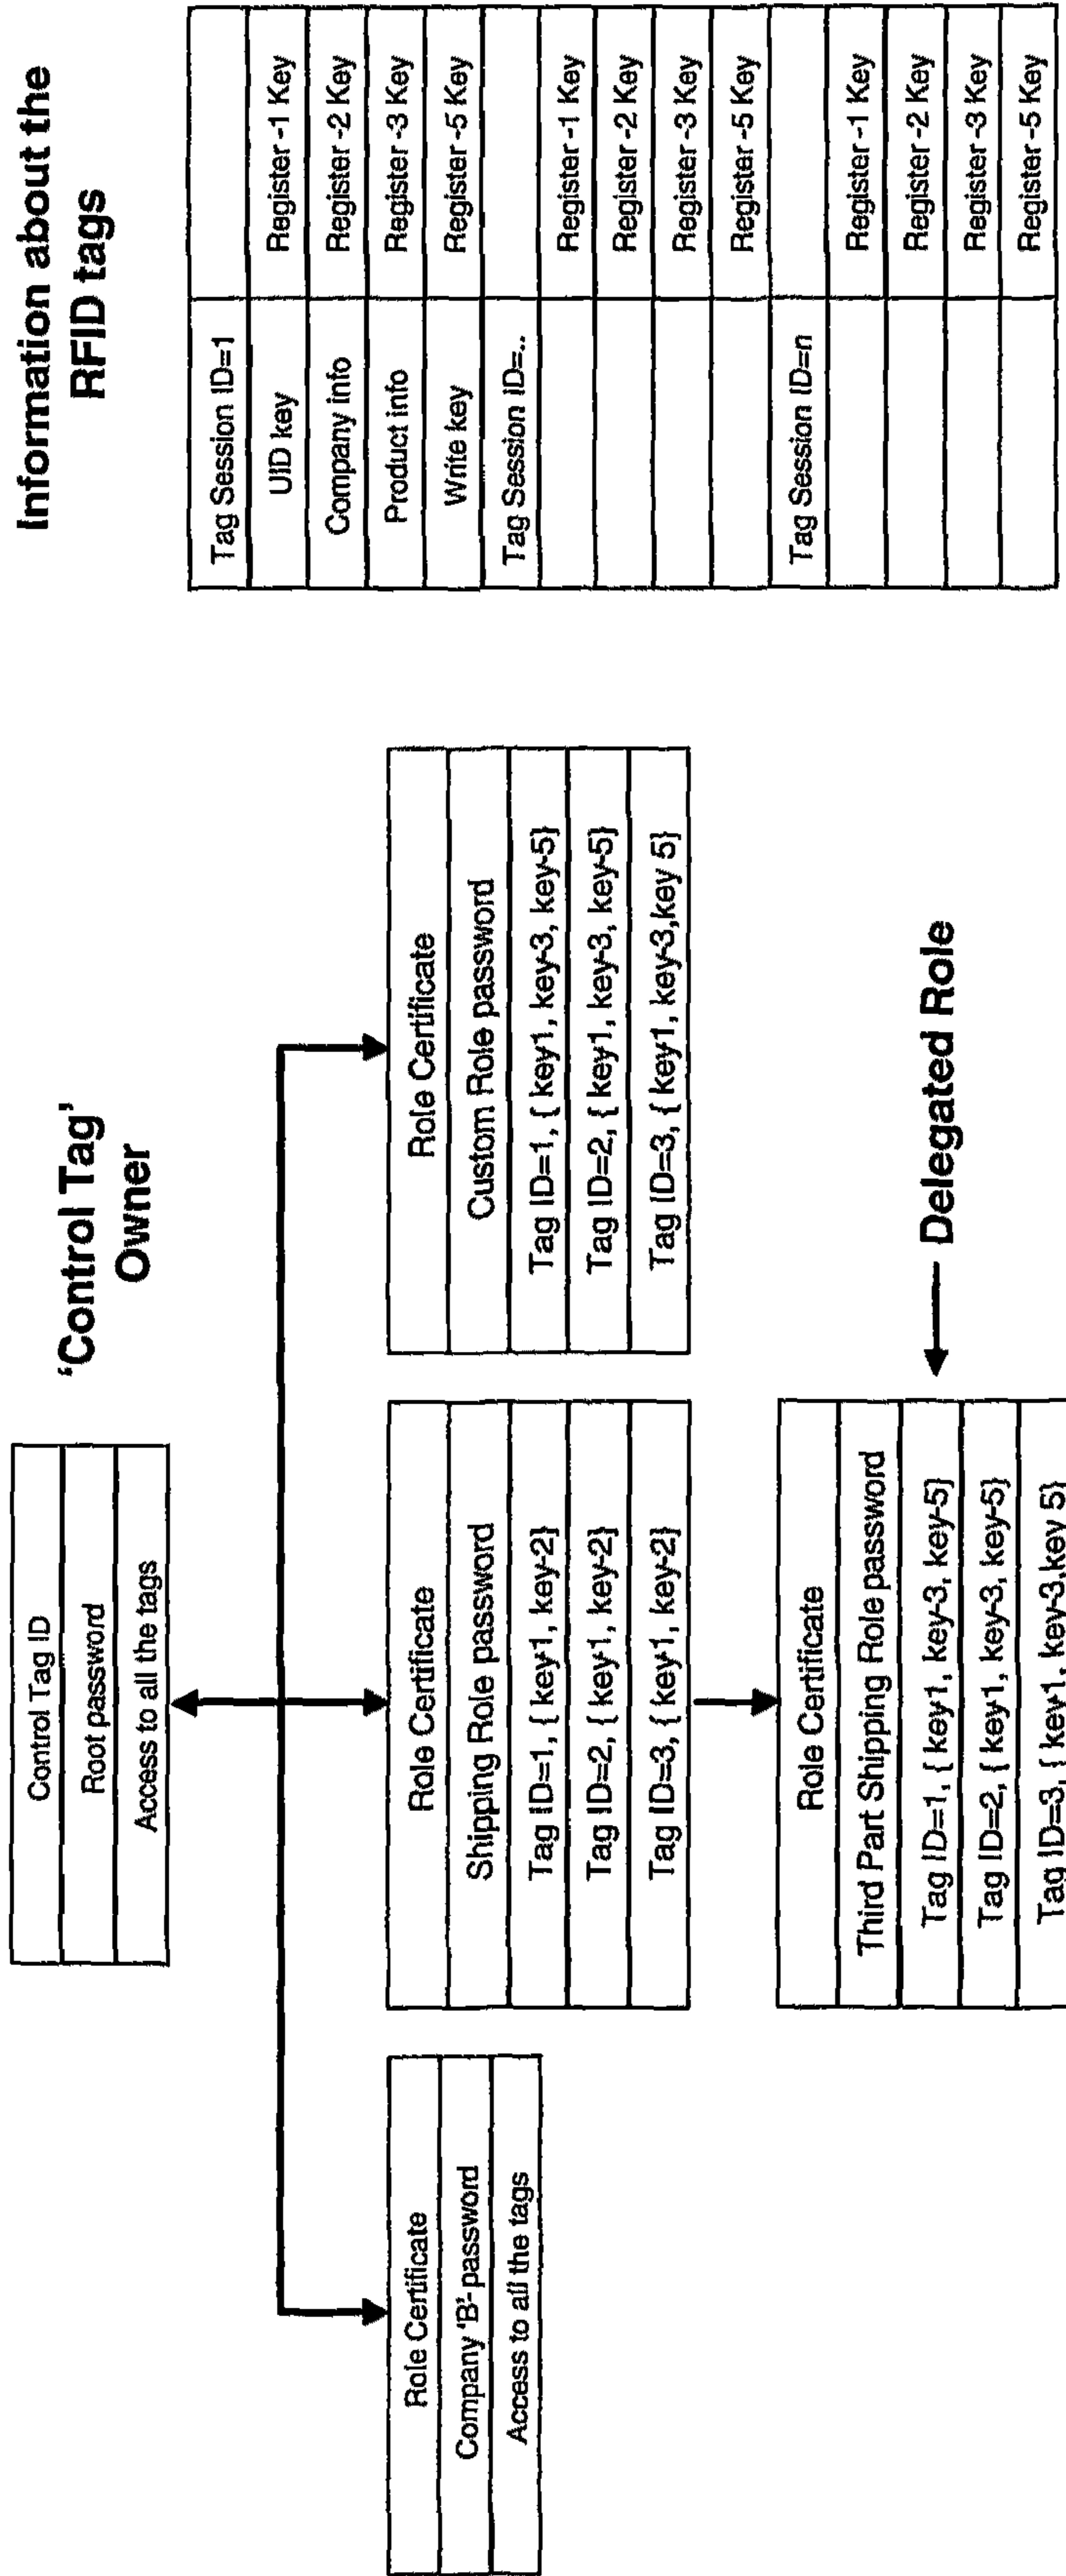 Control Tag ID
Root password
Access to all the tags
‘Control Tag’
Owner
Role Certificate
Company ‘B’-password
Access to all the tags
Role Certificate
Shipping Role password
Tag ID=1, { key1, key-2}
Tag ID=2, { key1, key-2}
Tag ID=3, { key1, key-2}
Role Certificate
Custom Role password
Tag ID=1, { key1, key-3, key-5}
Tag ID=2, { key1, key-3, key-5}
Tag ID=3, { key1, key-3,key 5}
Role Certificate
Third Part Shipping Role password
Tag ID=1, { key1, key-3, key-5}
Tag ID=2, { key1, key-3, key-5}
Tag ID=3, { key1, key-3,key 5}
Delegated Role
Information about the
RFID tags
Tag Session ID=1
UID key Register -1 Key
Company info Register -2 Key
Product info Register -3 Key
Write key Register -5 Key
Tag Session ID=..
Register -1 Key
Register -2 Key
Register -3 Key
Register -5 Key
Tag Session ID=n
Register -1 Key
Register -2 Key
Register -3 Key
Register -5 Key